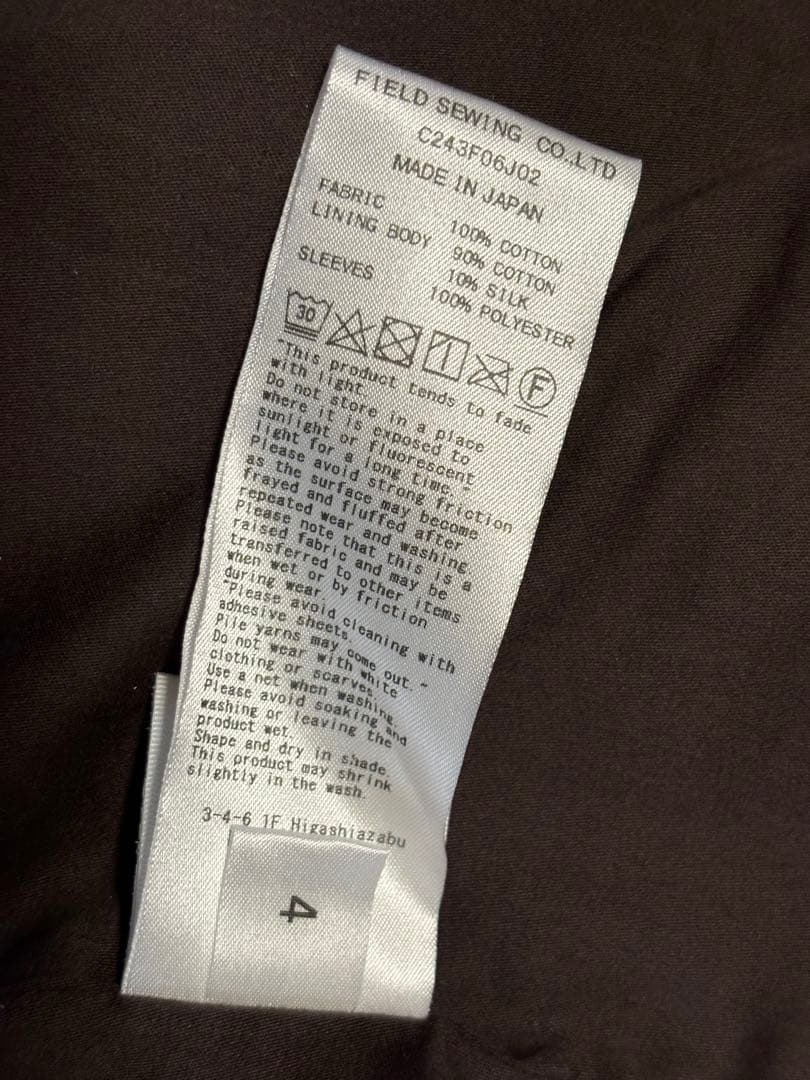 FIELD SEWING CO.,LTD
C243F06J02
MADE IN JAPAN
FABRIC 100% COTTON
LINING BODY 90% COTTON
10% SILK
SLEEVES 100% POLYESTER
30 F
"This product tends to fade
with light.
Do not store in a place
where it is exposed to
sunlight or fluorescent
light for a long time."
Please avoid strong friction
as the surface may become
frayed and fluffed after
repeated wear and washing.
Please note that this is a
raised fabric and may be
transferred to other items
when wet or by friction
during wear.
"Please avoid cleaning with
adhesive sheets.
Pile yarns may come out."
Do not wear with white
clothing or scarves.
Use a net when washing.
Please avoid soaking and
washing or leaving the
product wet.
Shape and dry in shade.
This product may shrink
slightly in the wash.
3-4-6 1F Higashiazabu
4